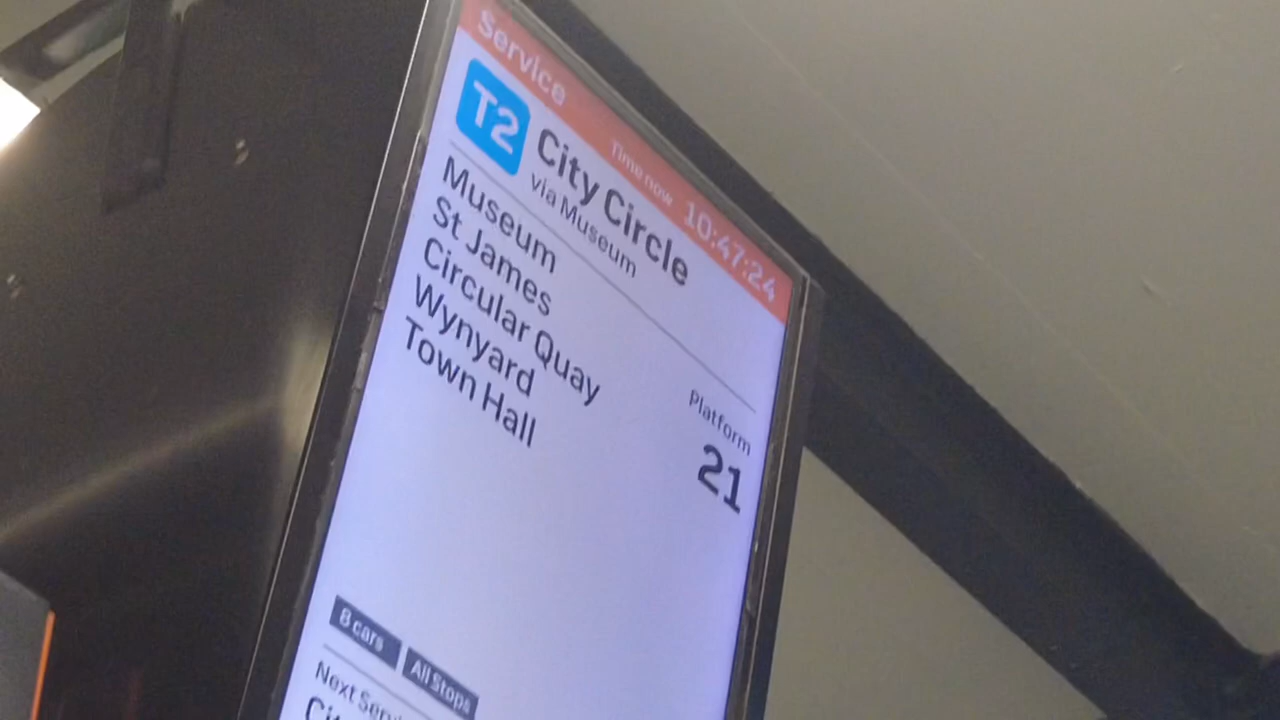 Service
Time now 10:47:24
T2 City Circle
via Museum
Museum
St James
Circular Quay
Wynyard
Town Hall
Platform
21
8 cars All Stops
Next